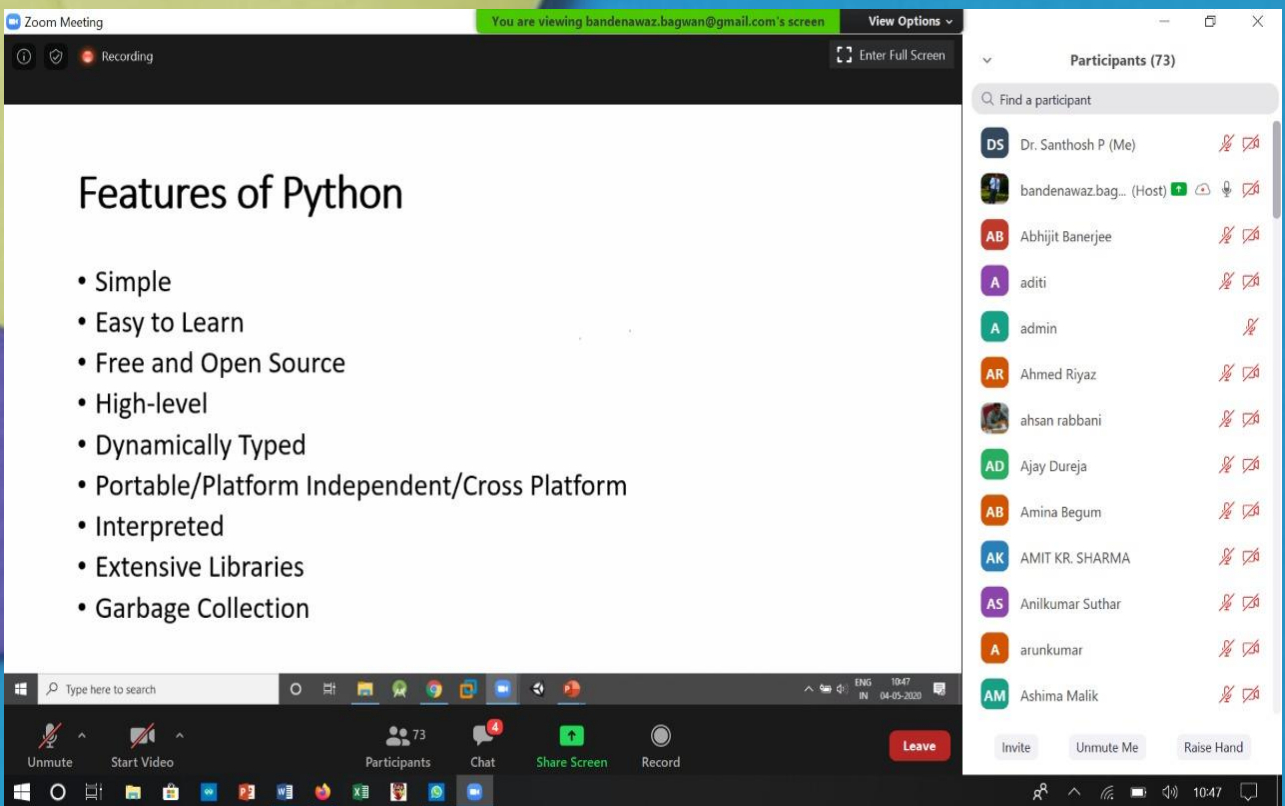 Zoom Meeting
You are viewing bandenawaz.bagwan@gmail.com's screen
View Options
Recording
Enter Full Screen
Features of Python
• Simple
• Easy to Learn
• Free and Open Source
• High-level
• Dynamically Typed
• Portable/Platform Independent/Cross Platform
• Interpreted
• Extensive Libraries
• Garbage Collection
Type here to search
ENG
IN
10:47
04-05-2020
Unmute
Start Video
73
Participants
4
Chat
Share Screen
Record
Leave
Participants (73)
Find a participant
DS Dr. Santhosh P (Me)
bandenawaz.bag... (Host)
AB Abhijit Banerjee
A aditi
A admin
AR Ahmed Riyaz
ahsan rabbani
AD Ajay Dureja
AB Amina Begum
AK AMIT KR. SHARMA
AS Anilkumar Suthar
A arunkumar
AM Ashima Malik
Invite
Unmute Me
Raise Hand
10:47